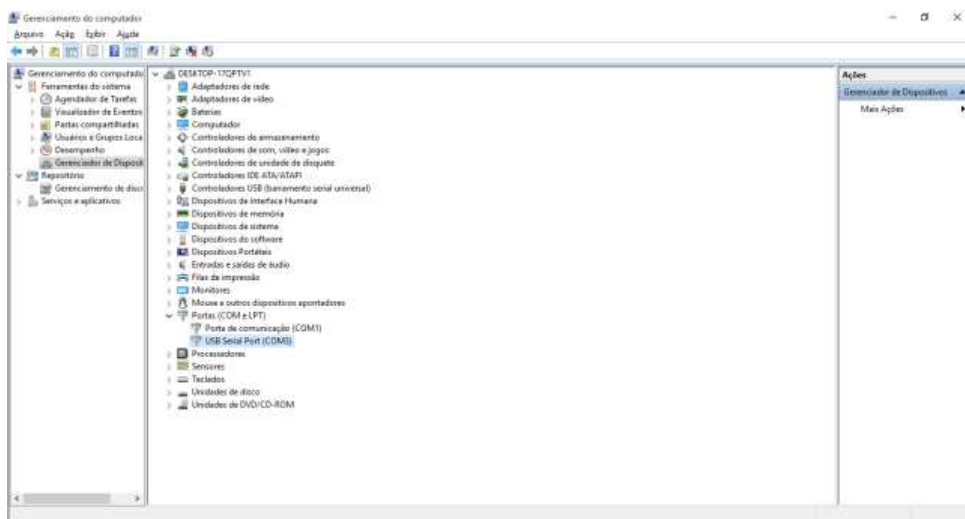 Gerenciamento do computador
Arquivo Ação Exibir Ajuda
Gerenciamento do computado
Ferramentas do sistema
Agendador de Tarefas
Visualizador de Eventos
Pastas compartilhadas
Usuários e Grupos Loca
Desempenho
Gerenciador de Disposit
Repositório
Gerenciamento de disco
Serviços e aplicativos
DESKTOP-17QPTV1
Adaptadores de rede
Adaptadores de vídeo
Baterias
Computador
Controladores de armazenamento
Controladores de som, vídeo e jogos
Controladores de unidade de disquete
Controladores IDE ATA/ATAPI
Controladores USB (barramento serial universal)
Dispositivos de Interface Humana
Dispositivos de memória
Dispositivos de sistema
Dispositivos de software
Dispositivos Portáteis
Entradas e saídas de áudio
Filas de impressão
Monitores
Mouse e outros dispositivos apontadores
Portas (COM e LPT)
Porta de comunicação (COM1)
USB Serial Port (COM3)
Processadores
Sensores
Teclados
Unidades de disco
Unidades de DVD/CD-ROM
Ações
Gerenciador de Dispositivos
Mais Ações